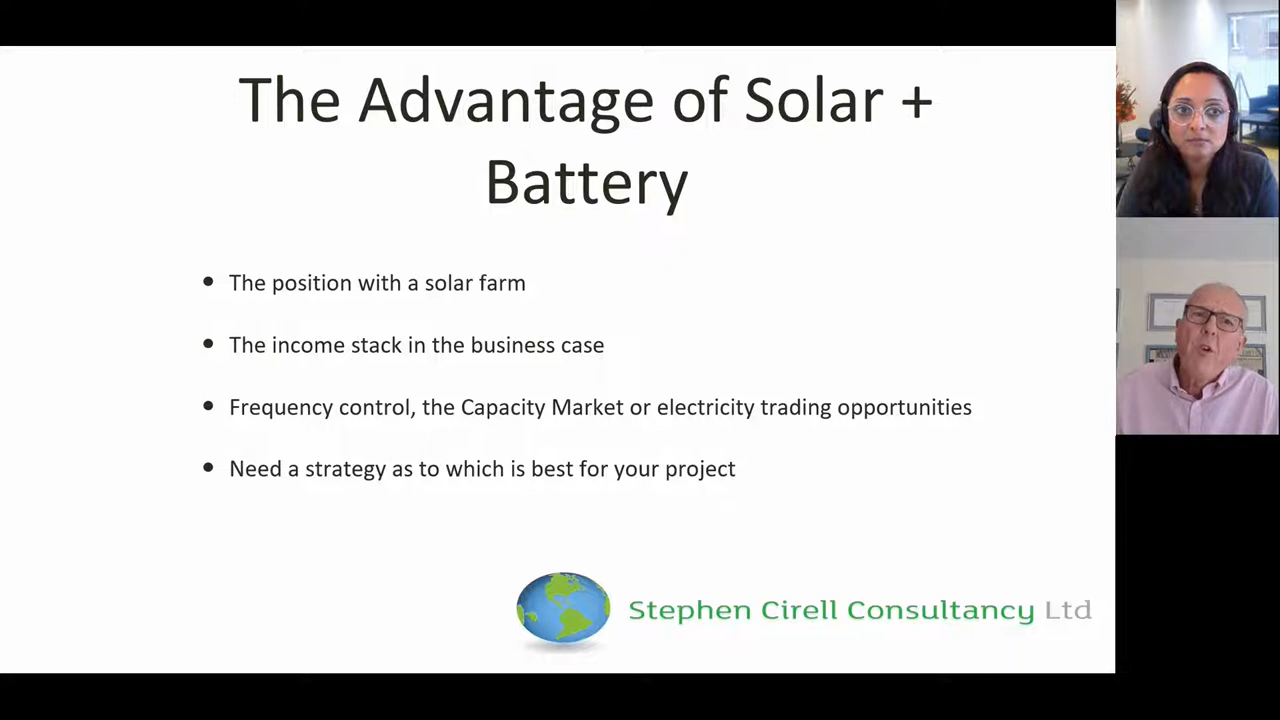 The Advantage of Solar +
Battery
• The position with a solar farm
• The income stack in the business case
• Frequency control, the Capacity Market or electricity trading opportunities
• Need a strategy as to which is best for your project
Stephen Cirell Consultancy Ltd